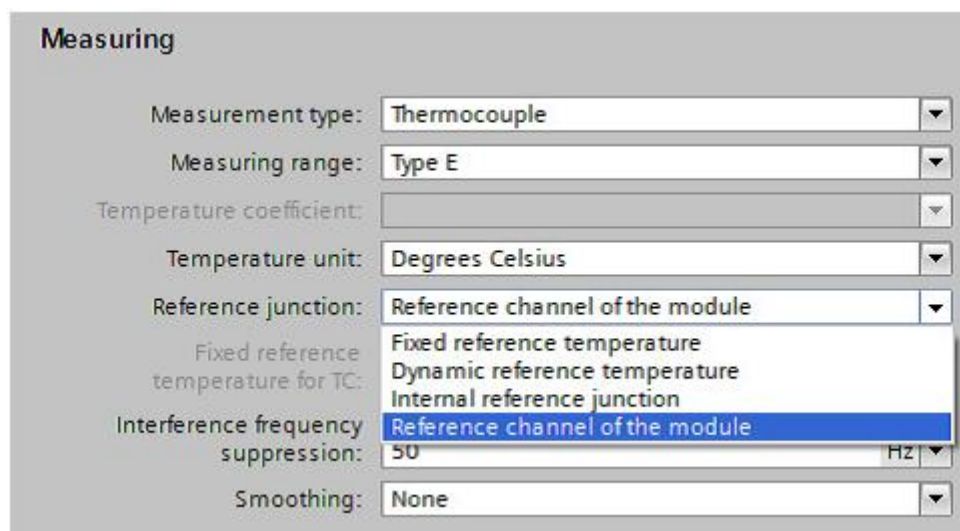 Measuring
Measurement type: Thermocouple
Measuring range: Type E
Temperature coefficient:
Temperature unit: Degrees Celsius
Reference junction: Reference channel of the module
Fixed reference temperature
Dynamic reference temperature
Internal reference junction
Reference channel of the module
Fixed reference
temperature for TC:
Interference frequency
suppression: 50 Hz
Smoothing: None